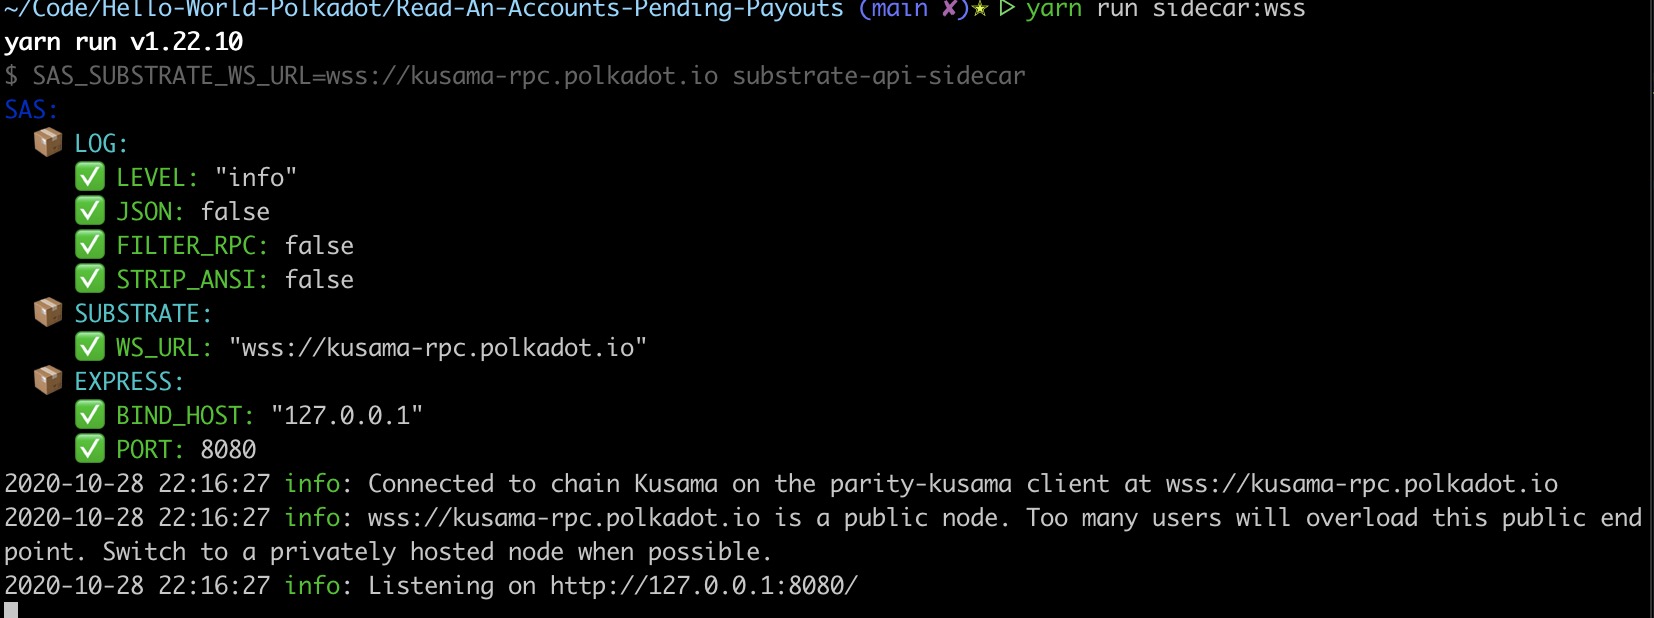 ~/Code/Hello-World-Polkadot/Read-An-Accounts-Pending-Payouts (main ✘)✭ ▷ yarn run sidecar:wss
yarn run v1.22.10
$ SAS_SUBSTRATE_WS_URL=wss://kusama-rpc.polkadot.io substrate-api-sidecar
SAS:
📦 LOG:
✅ LEVEL: "info"
✅ JSON: false
✅ FILTER_RPC: false
✅ STRIP_ANSI: false
📦 SUBSTRATE:
✅ WS_URL: "wss://kusama-rpc.polkadot.io"
📦 EXPRESS:
✅ BIND_HOST: "127.0.0.1"
✅ PORT: 8080
2020-10-28 22:16:27 info: Connected to chain Kusama on the parity-kusama client at wss://kusama-rpc.polkadot.io
2020-10-28 22:16:27 info: wss://kusama-rpc.polkadot.io is a public node. Too many users will overload this public end
point. Switch to a privately hosted node when possible.
2020-10-28 22:16:27 info: Listening on http://127.0.0.1:8080/